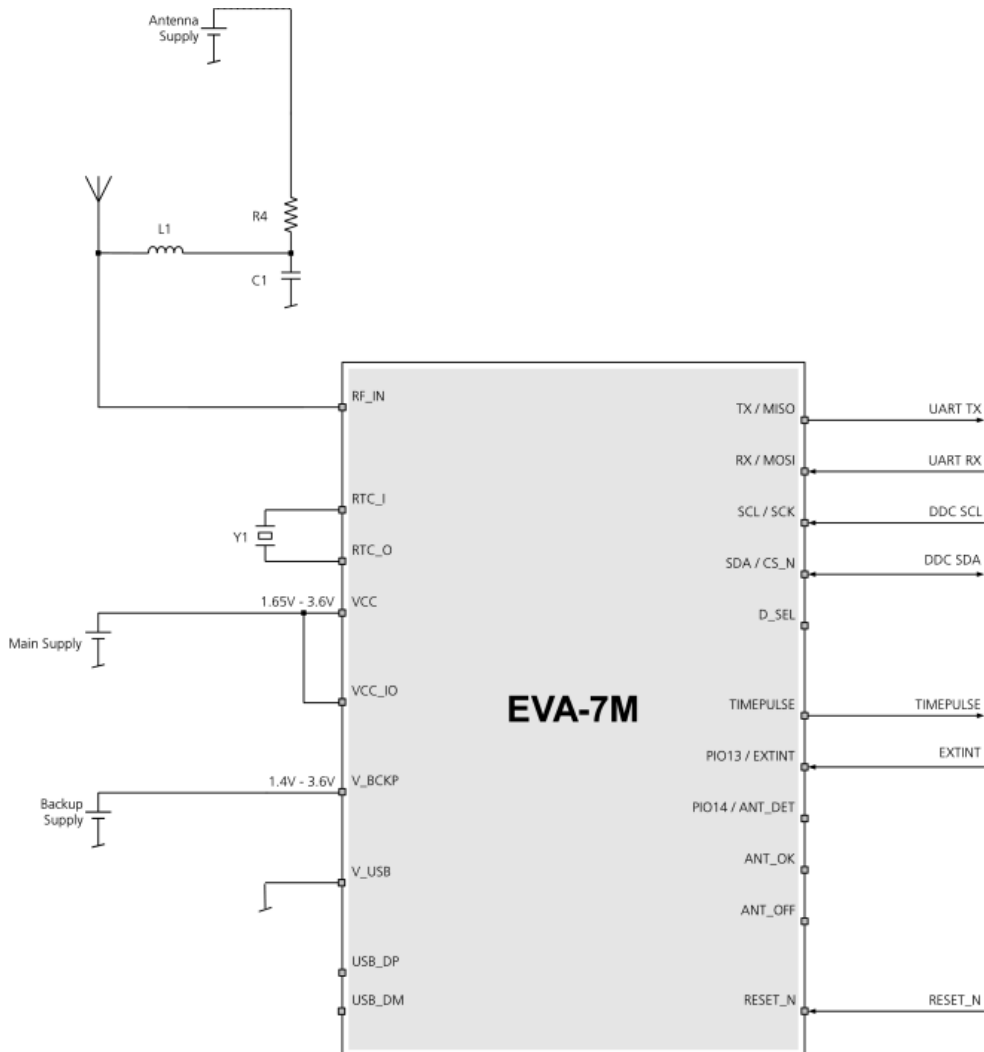 Antenna
Supply
R4
L1
C1
RF_IN
TX / MISO
UART TX
RX / MOSI
UART RX
RTC_I
SCL / SCK
DDC SCL
Y1
RTC_O
SDA / CS_N
DDC SDA
1.65V - 3.6V
VCC
D_SEL
Main Supply
VCC_IO
EVA-7M
TIMEPULSE
TIMEPULSE
PIO13 / EXTINT
EXTINT
1.4V - 3.6V
V_BCKP
Backup
Supply
PIO14 / ANT_DET
ANT_OK
V_USB
ANT_OFF
USB_DP
USB_DM
RESET_N
RESET_N